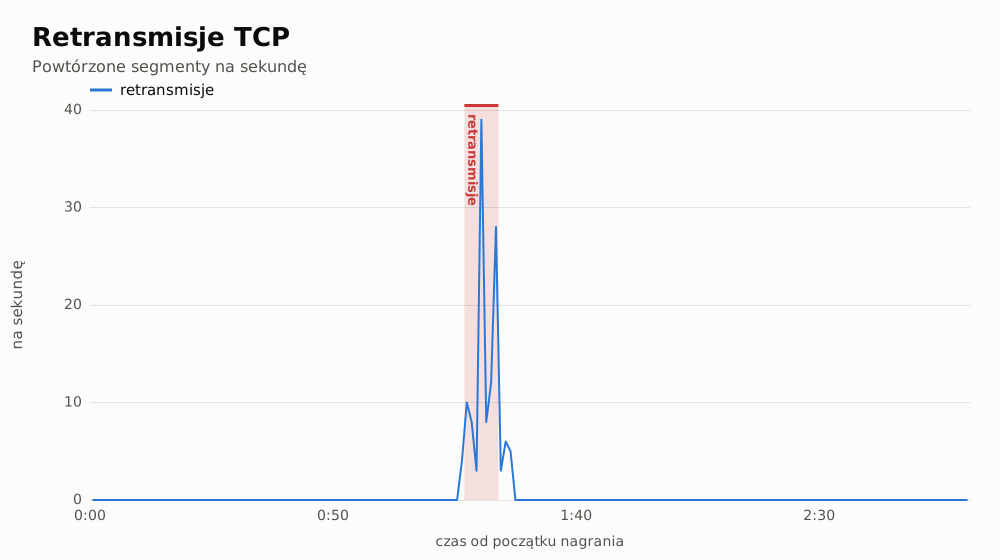 Retransmisje TCP
Powtórzone segmenty na sekundę
retransmisje
40
30
20
10
0
na sekundę
retransmisje
0:00
0:50
1:40
2:30
czas od początku nagrania